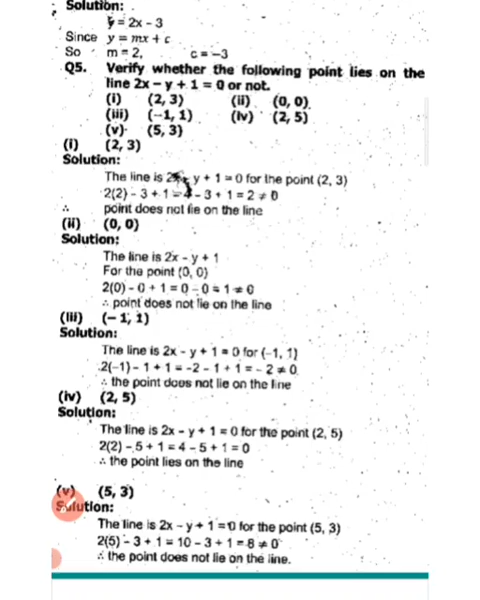 Solution:
y = 2x - 3
Since y = mx + c
So m = 2, c = -3
Q5. Verify whether the following point lies on the
line 2x - y + 1 = 0 or not.
(i) (2, 3) (ii) (0, 0)
(iii) (-1, 1) (iv) (2, 5)
(v) (5, 3)
(i) (2, 3)
Solution:
The line is 2x - y + 1 = 0 for the point (2, 3)
2(2) - 3 + 1 = 4 - 3 + 1 = 2 ≠ 0
∴ point does not lie on the line
(ii) (0, 0)
Solution:
The line is 2x - y + 1
For the point (0, 0)
2(0) - 0 + 1 = 0 - 0 = 1 ≠ 0
∴ point does not lie on the line
(iii) (- 1, 1)
Solution:
The line is 2x - y + 1 = 0 for (-1, 1)
2(-1) - 1 + 1 = -2 - 1 + 1 = - 2 ≠ 0
∴ the point does not lie on the line
(iv) (2, 5)
Solution:
The line is 2x - y + 1 = 0 for the point (2, 5)
2(2) - 5 + 1 = 4 - 5 + 1 = 0
∴ the point lies on the line
(v) (5, 3)
Solution:
The line is 2x - y + 1 = 0 for the point (5, 3)
2(5) - 3 + 1 = 10 - 3 + 1 = 8 ≠ 0
∴ the point does not lie on the line.